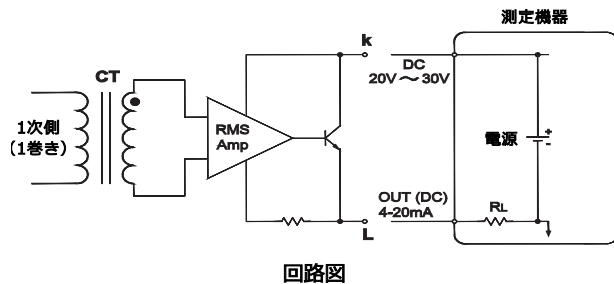 測定機器
CT
k
DC
20V～30V
1次側
(1巻き)
RMS
Amp
電源
+
-
OUT (DC)
4-20mA
RL
L
回路図